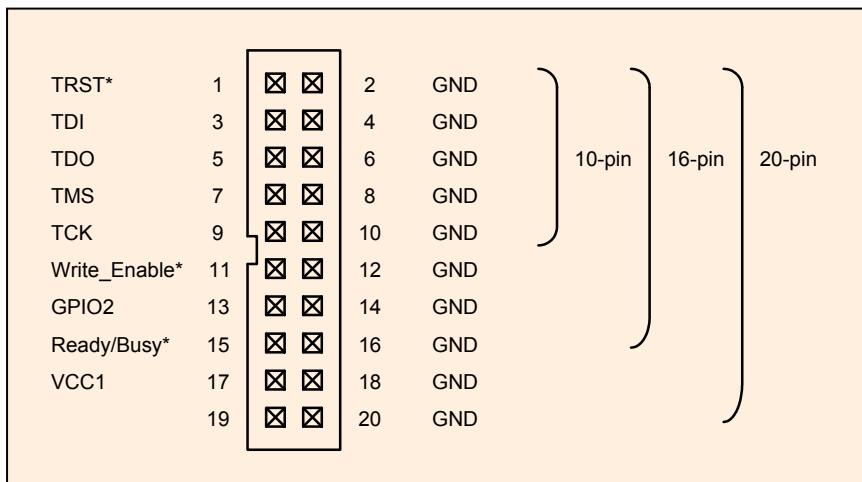 TRST* 1 2 GND
TDI 3 4 GND
TDO 5 6 GND 10-pin 16-pin 20-pin
TMS 7 8 GND
TCK 9 10 GND
Write_Enable* 11 12 GND
GPIO2 13 14 GND
Ready/Busy* 15 16 GND
VCC1 17 18 GND
19 20 GND